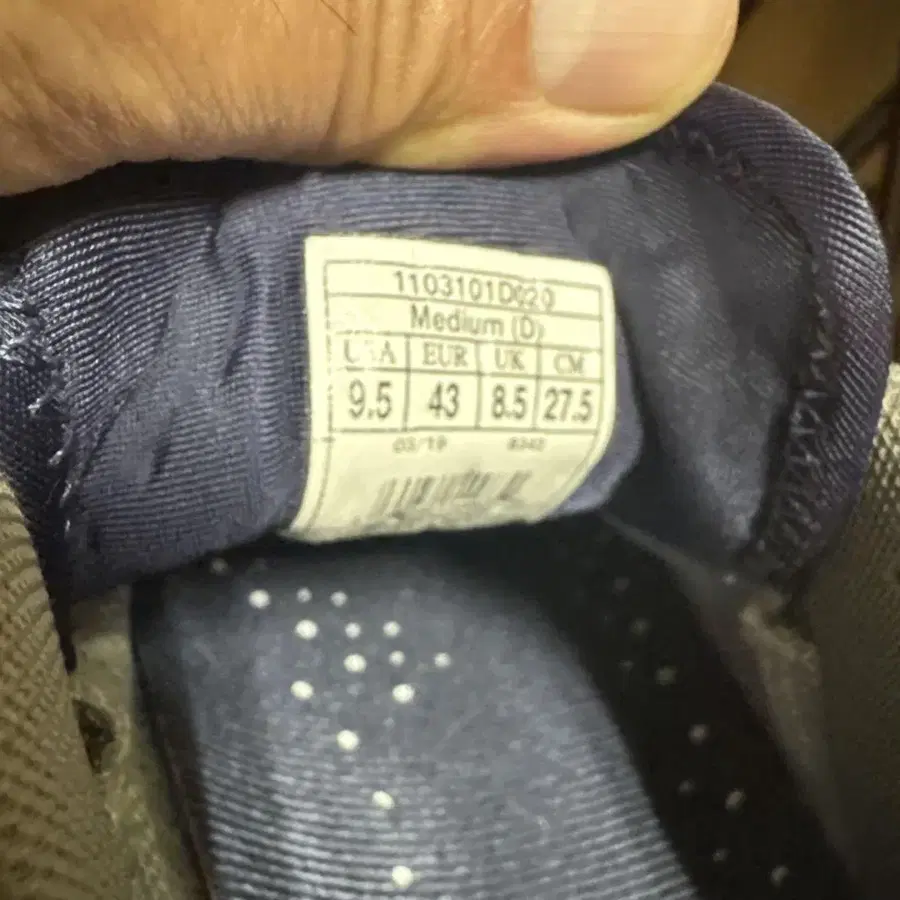 1103101D020
Medium (D)
USA EUR UK CM
9.5 43 8.5 27.5
03/19